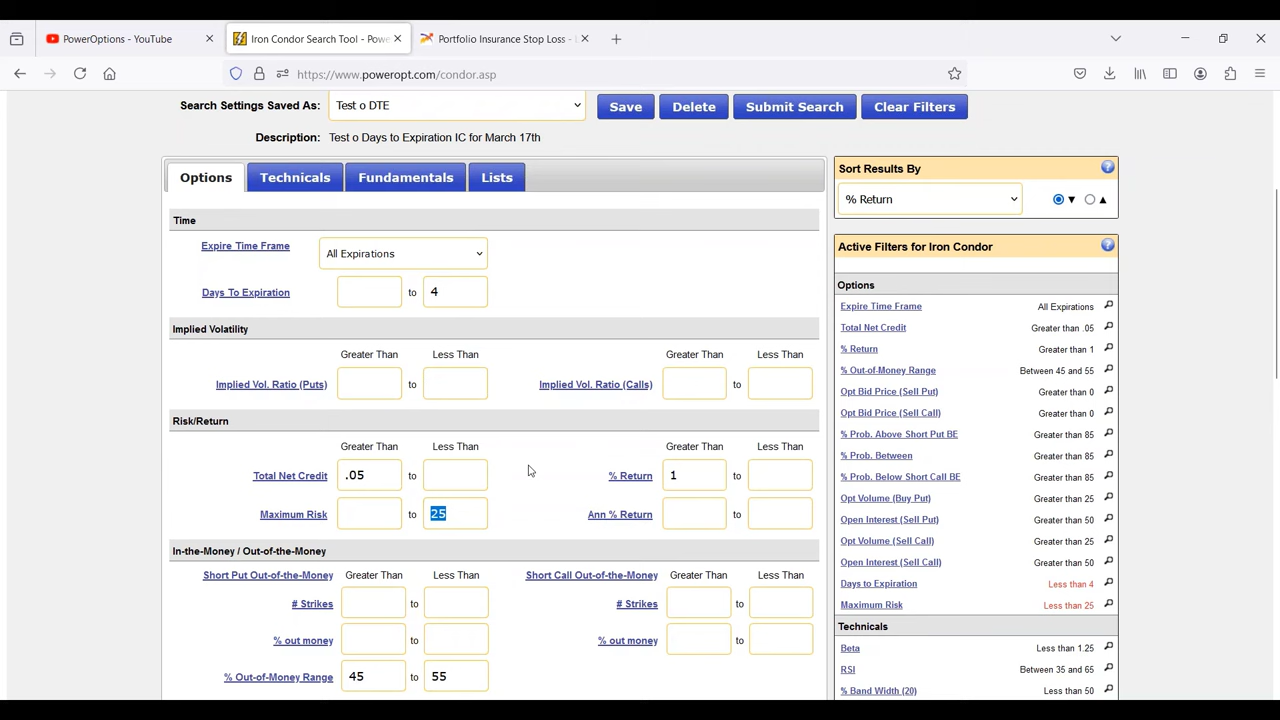 PowerOptions - YouTube
Iron Condor Search Tool - Powe
Portfolio Insurance Stop Loss -
https://www.poweropt.com/condor.asp
Search Settings Saved As: Test o DTE Save Delete Submit Search Clear Filters
Description: Test o Days to Expiration IC for March 17th
Options Technicals Fundamentals Lists
Time
Expire Time Frame All Expirations
Days To Expiration to 4
Implied Volatility
Greater Than Less Than Greater Than Less Than
Implied Vol. Ratio (Puts) to Implied Vol. Ratio (Calls) to
Risk/Return
Greater Than Less Than Greater Than Less Than
Total Net Credit .05 to % Return 1 to
Maximum Risk to 25 Ann % Return to
In-the-Money / Out-of-the-Money
Short Put Out-of-the-Money Greater Than Less Than Short Call Out-of-the-Money Greater Than Less Than
# Strikes to # Strikes to
% out money to % out money to
% Out-of-Money Range 45 to 55
Sort Results By ?
% Return ▼ ▲
Active Filters for Iron Condor ?
Options
Expire Time Frame All Expirations
Total Net Credit Greater than .05
% Return Greater than 1
% Out-of-Money Range Between 45 and 55
Opt Bid Price (Sell Put) Greater than 0
Opt Bid Price (Sell Call) Greater than 0
% Prob. Above Short Put BE Greater than 85
% Prob. Between Greater than 85
% Prob. Below Short Call BE Greater than 85
Opt Volume (Buy Put) Greater than 25
Open Interest (Sell Put) Greater than 50
Opt Volume (Sell Call) Greater than 25
Open Interest (Sell Call) Greater than 50
Days to Expiration Less than 4
Maximum Risk Less than 25
Technicals
Beta Less than 1.25
RSI Between 35 and 65
% Band Width (20) Less than 50